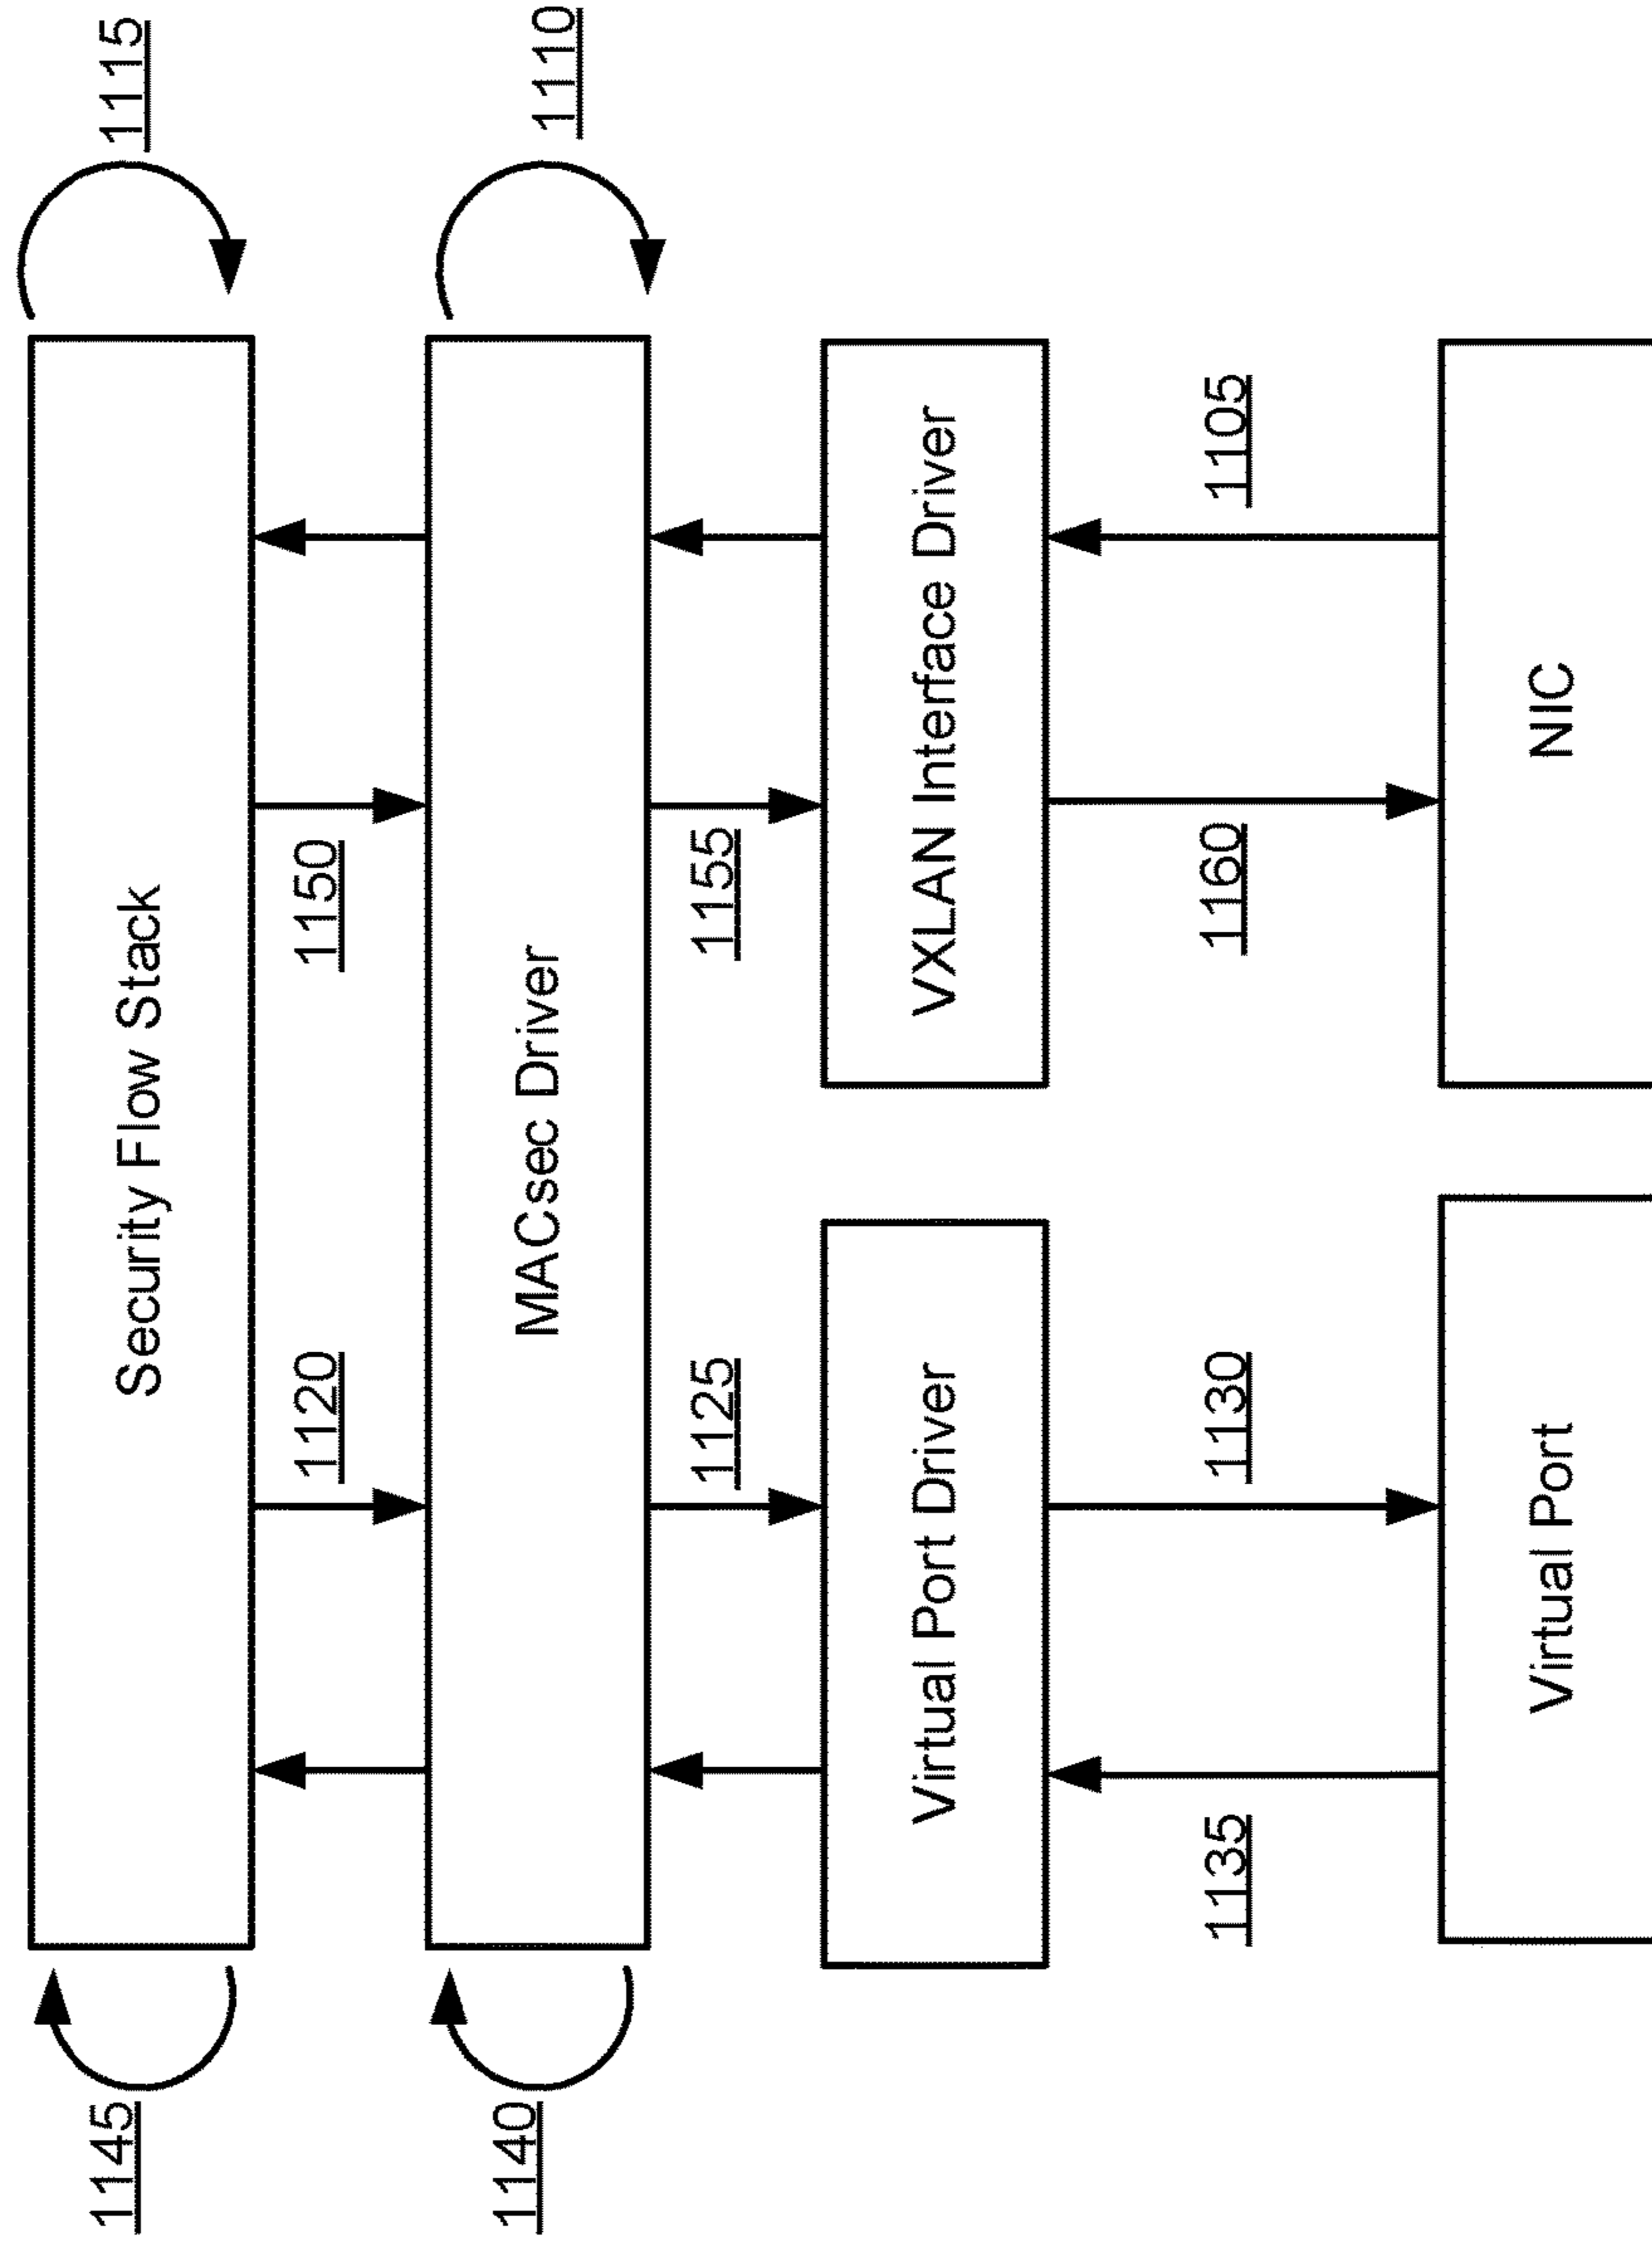 1145
Security Flow Stack
1115
1120
1150
1140
MACsec Driver
1110
1125
1155
Virtual Port Driver
VXLAN Interface Driver
1135
1130
1160
1105
Virtual Port
NIC